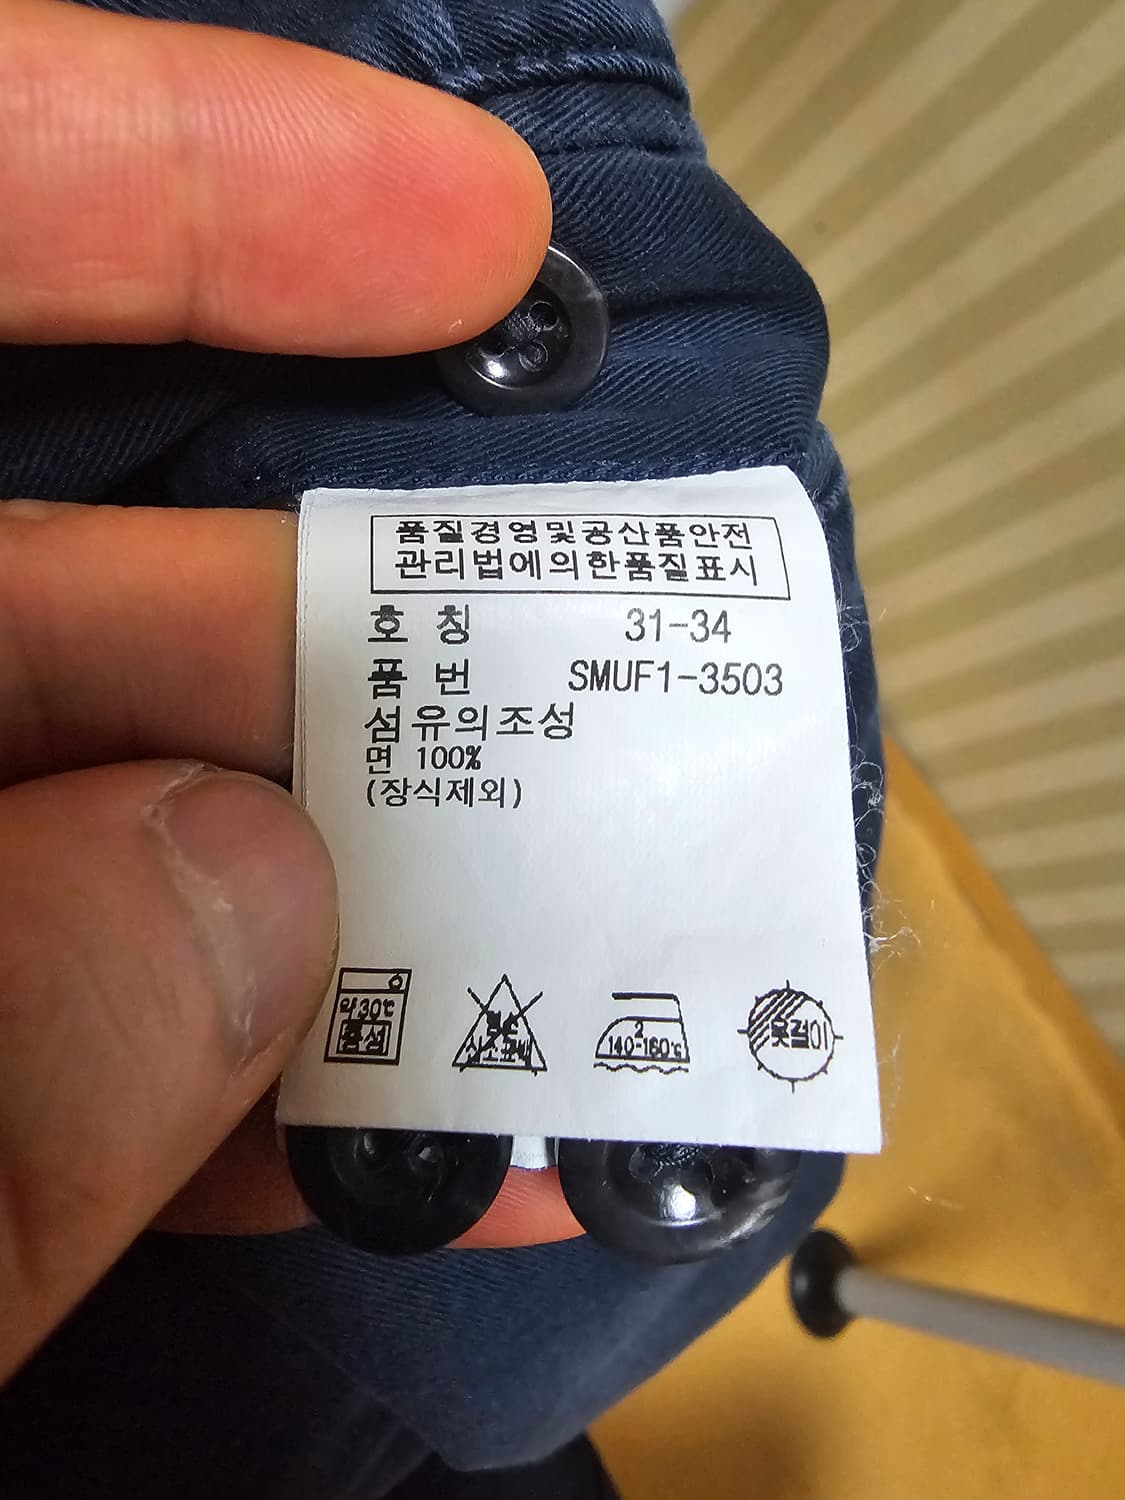 품질경영및공산품안전
관리법에의한품질표시
호 칭 31-34
품 번 SMUF1-3503
섬유의조성
면 100%
(장식제외)
약 30℃
중성
2
140-160℃
옷걸이